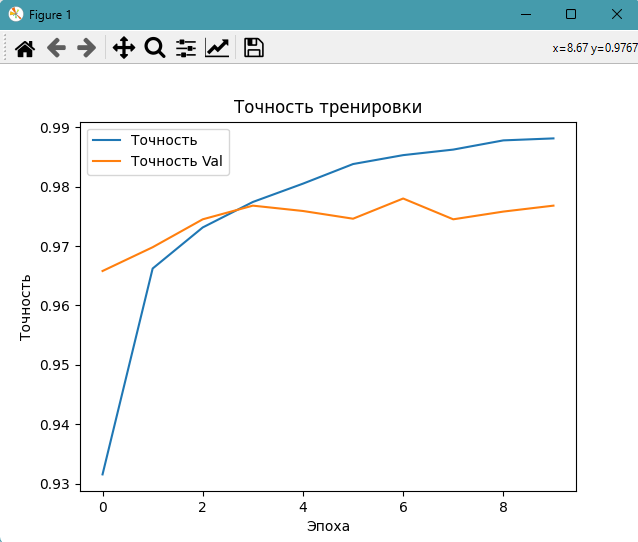 Figure 1
x=8.67 y=0.9767
Точность тренировки
Точность
Точность Val
0.99
0.98
0.97
0.96
0.95
0.94
0.93
Точность
0 2 4 6 8
Эпоха